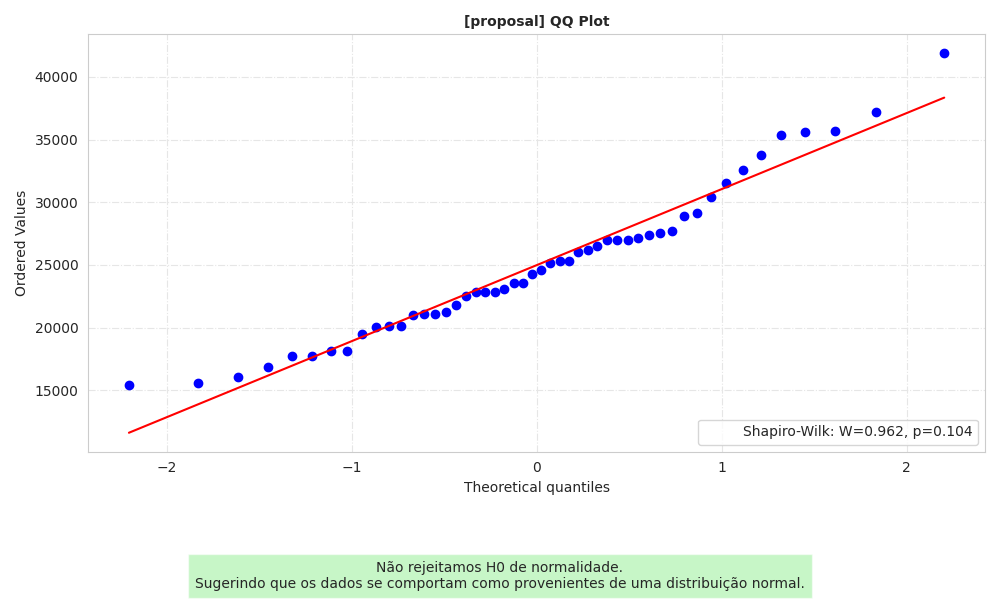 [proposal] QQ Plot
Ordered Values
40000
35000
30000
25000
20000
15000
Shapiro-Wilk: W=0.962, p=0.104
−2
−1
0
1
2
Theoretical quantiles
Não rejeitamos H0 de normalidade.
Sugerindo que os dados se comportam como provenientes de uma distribuição normal.